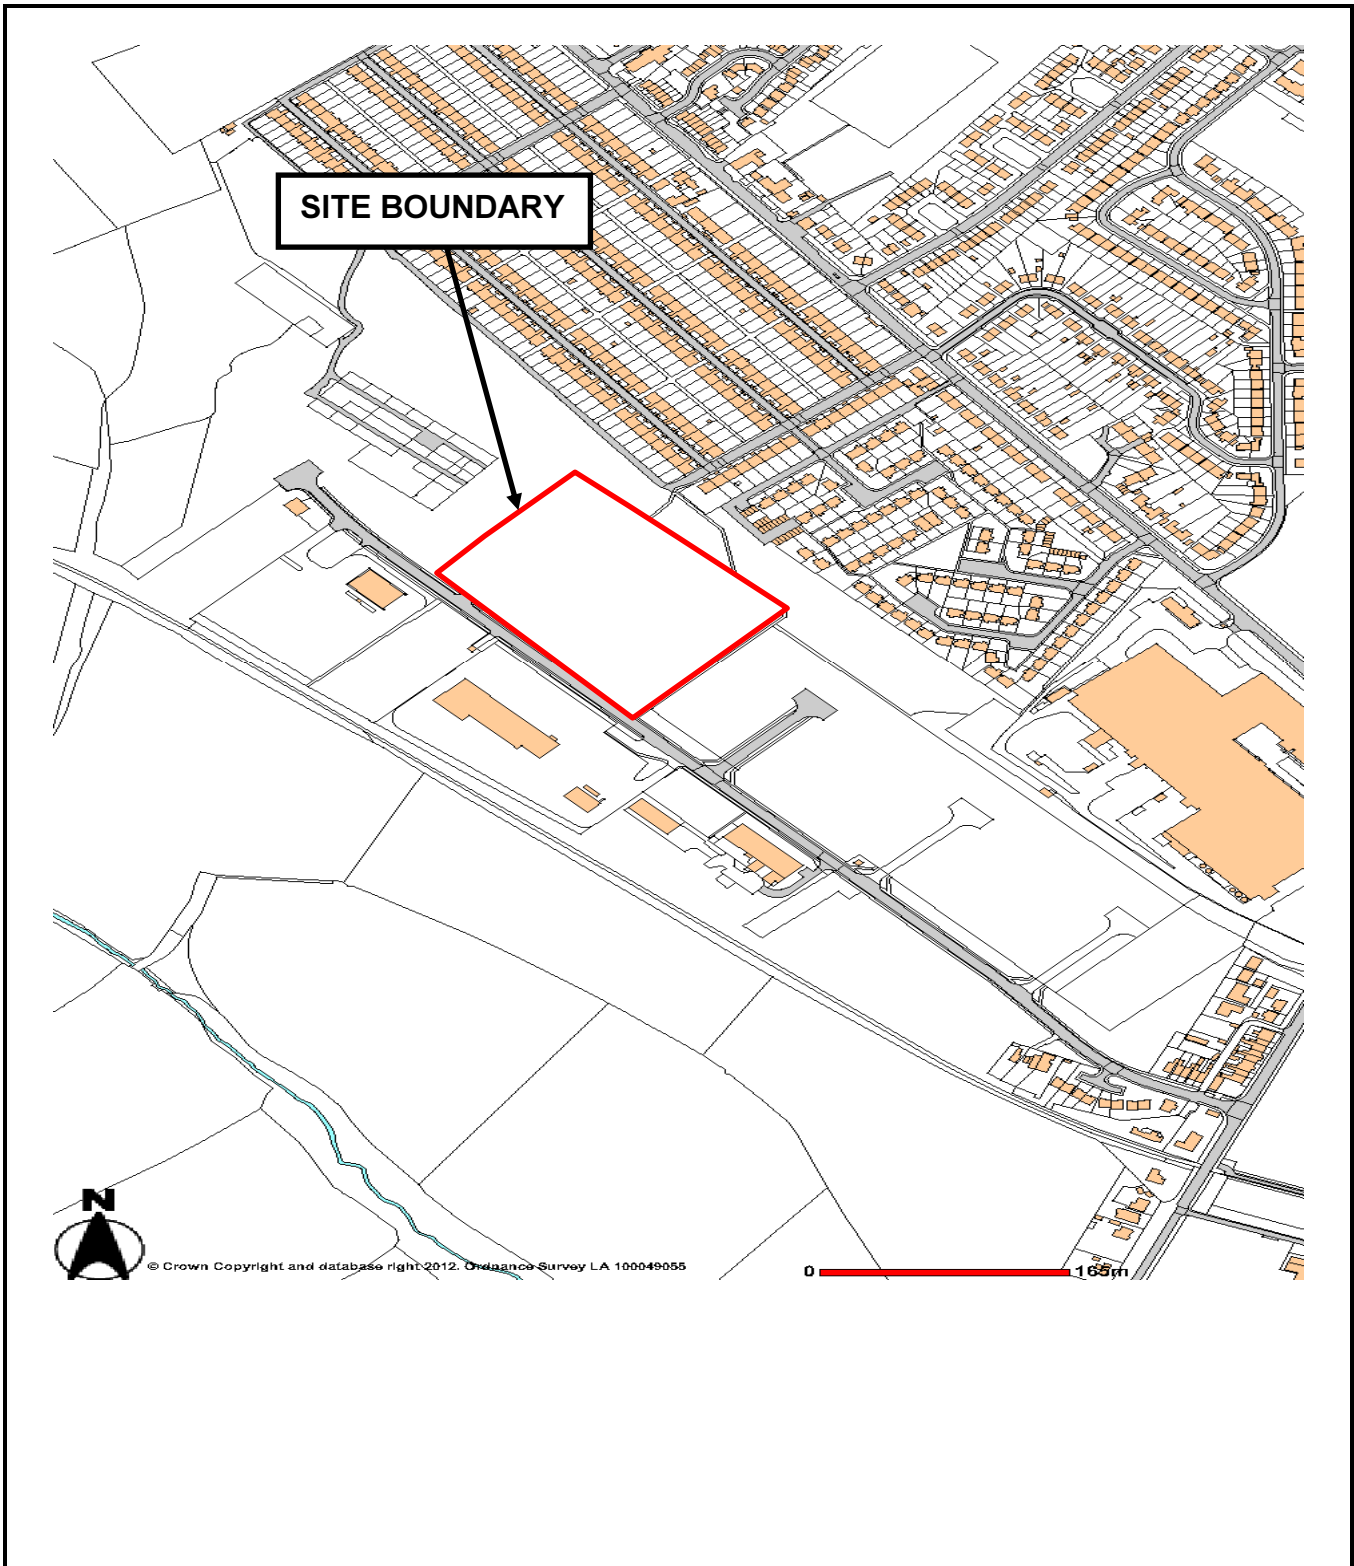 SITE BOUNDARY
N
© Crown Copyright and database right 2012. Ordnance Survey LA 100049055
0 165m